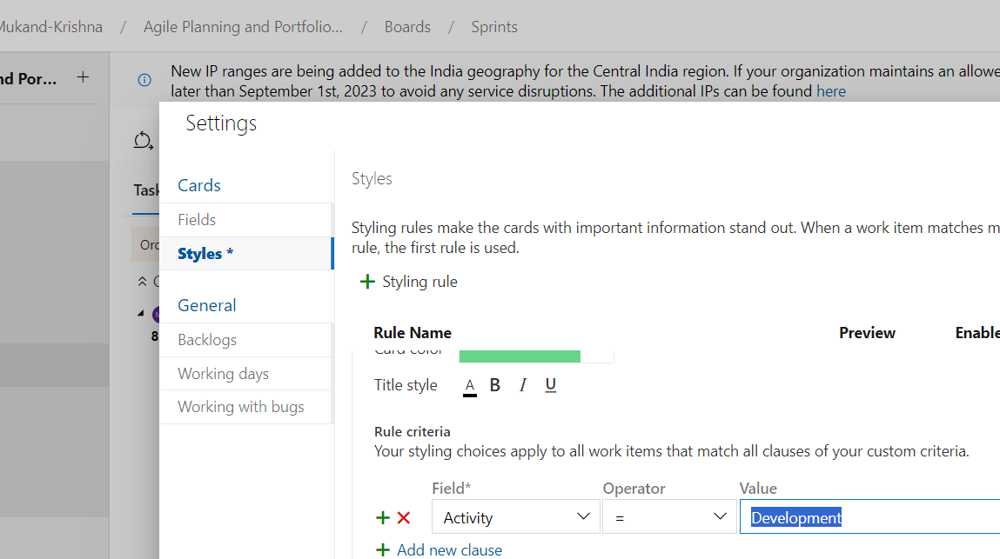 Mukand-Krishna / Agile Planning and Portfolio... / Boards / Sprints
nd Por... +
New IP ranges are being added to the India geography for the Central India region. If your organization maintains an allowe
later than September 1st, 2023 to avoid any service disruptions. The additional IPs can be found here
Settings
Task
Cards
Fields
Styles *
General
Backlogs
Working days
Working with bugs
8
Styles
Styling rules make the cards with important information stand out. When a work item matches m
rule, the first rule is used.
+ Styling rule
Rule Name Preview Enable
Card color
Title style A B I U
Rule criteria
Your styling choices apply to all work items that match all clauses of your custom criteria.
Field* Operator Value
Activity = Development
+ Add new clause